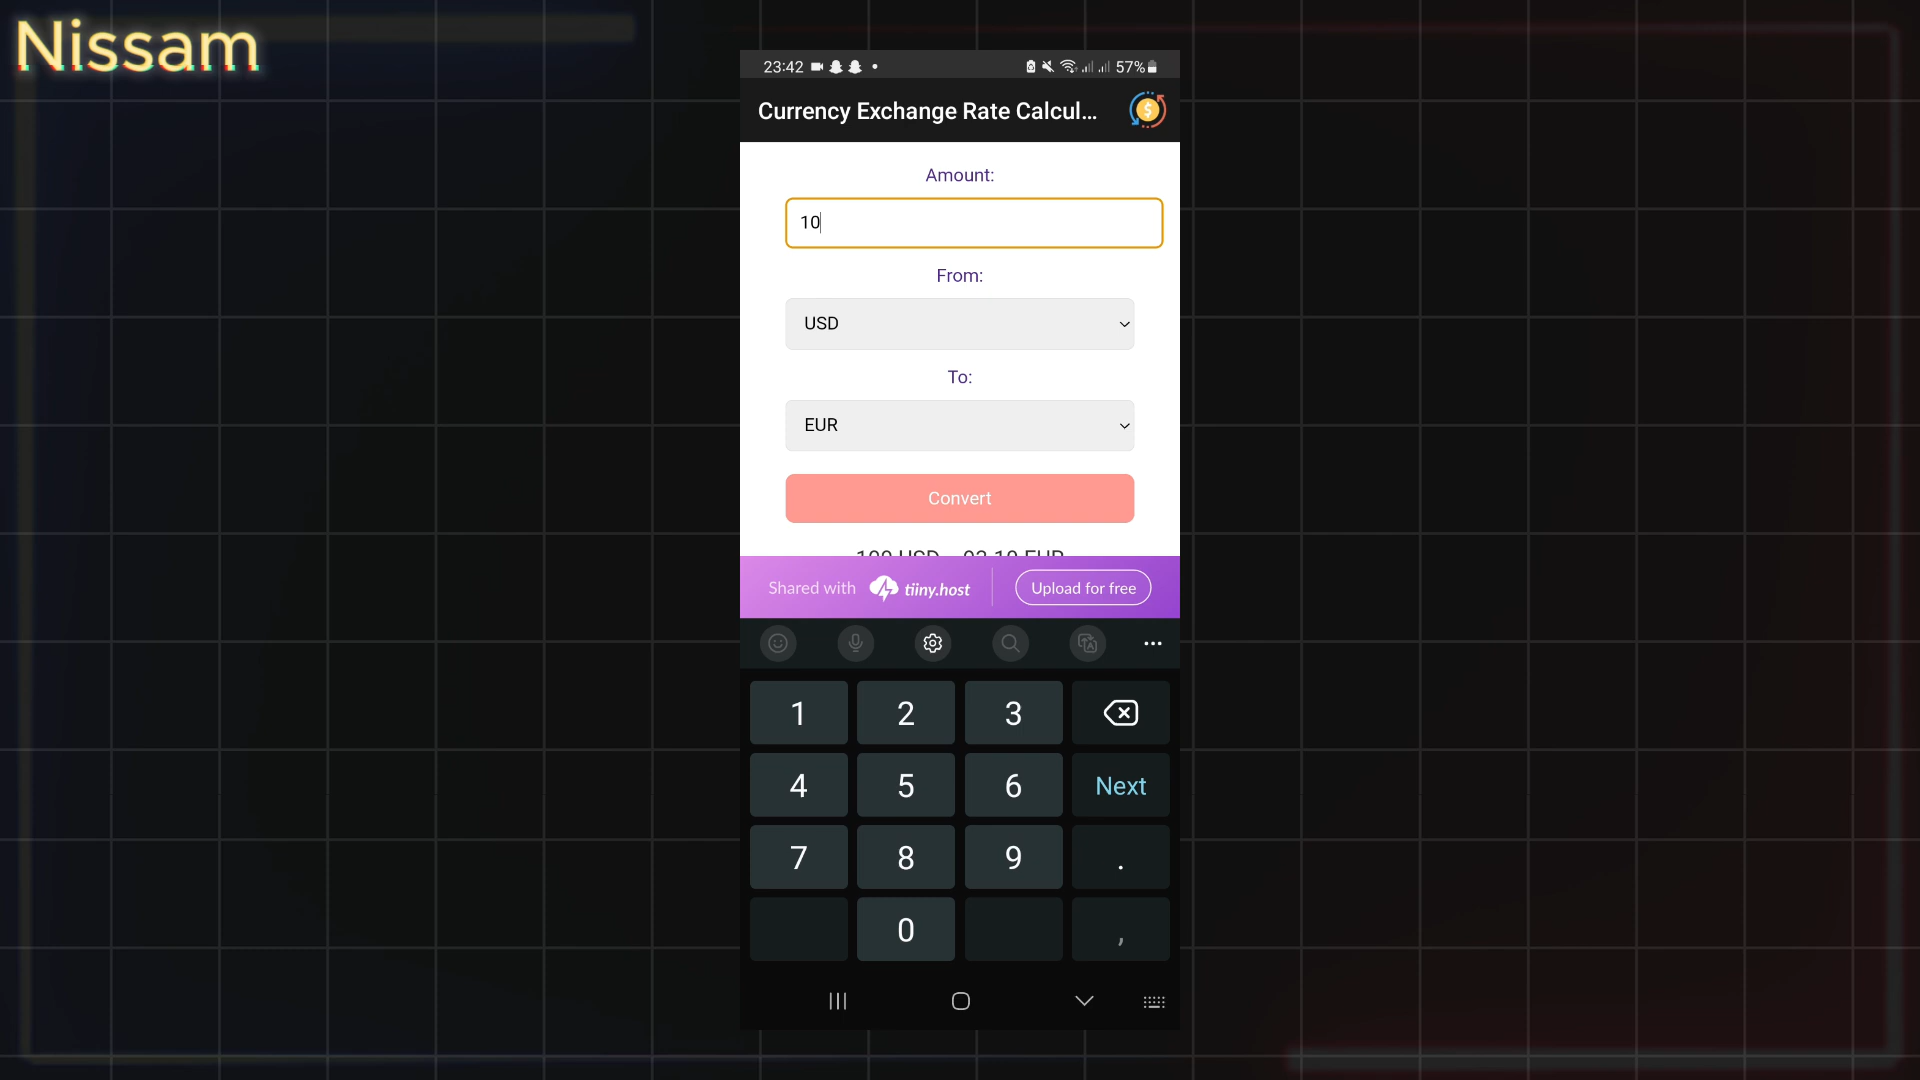 Nissam
23:42
57%
Currency Exchange Rate Calcul...
Amount:
10
From:
USD
To:
EUR
Convert
Shared with tiiny.host Upload for free
1 2 3
4 5 6 Next
7 8 9 .
0 ,